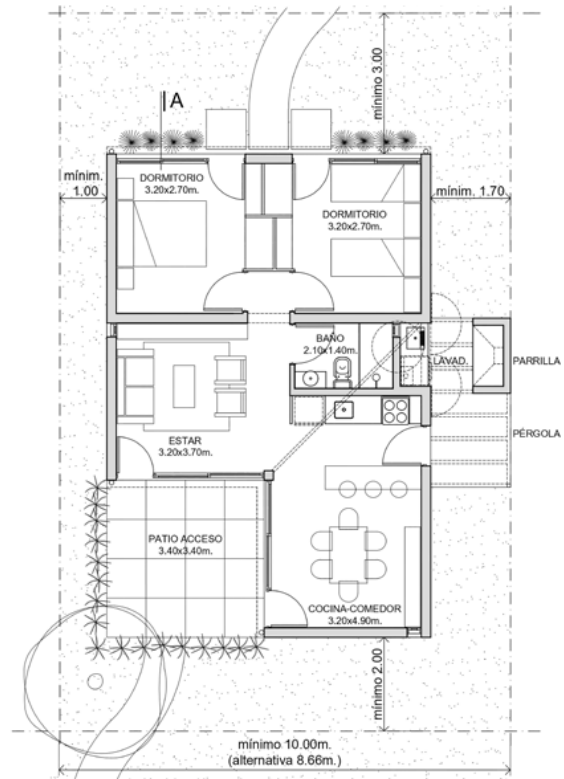 mínimo 3.00
A
mínim.
1.00
DORMITORIO
3.20x2.70m.
DORMITORIO
3.20x2.70m.
mínim. 1.70
BAÑO
2.10x1.40m.
LAVAD.
PARRILLA
ESTAR
3.20x3.70m.
PÉRGOLA
PATIO ACCESO
3.40x3.40m.
COCINA-COMEDOR
3.20x4.90m.
mínimo 2.00
mínimo 10.00m.
(alternativa 8.66m.)